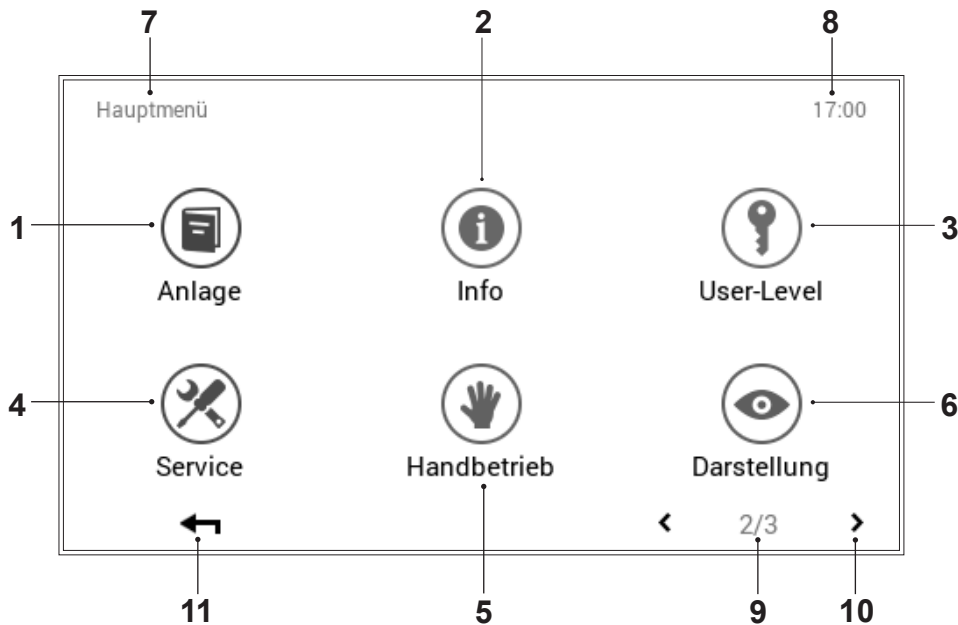 7 2 8
Hauptmenü 17:00
1 3
Anlage Info User-Level
4 6
Service Handbetrieb Darstellung
2/3
11 5 9 10